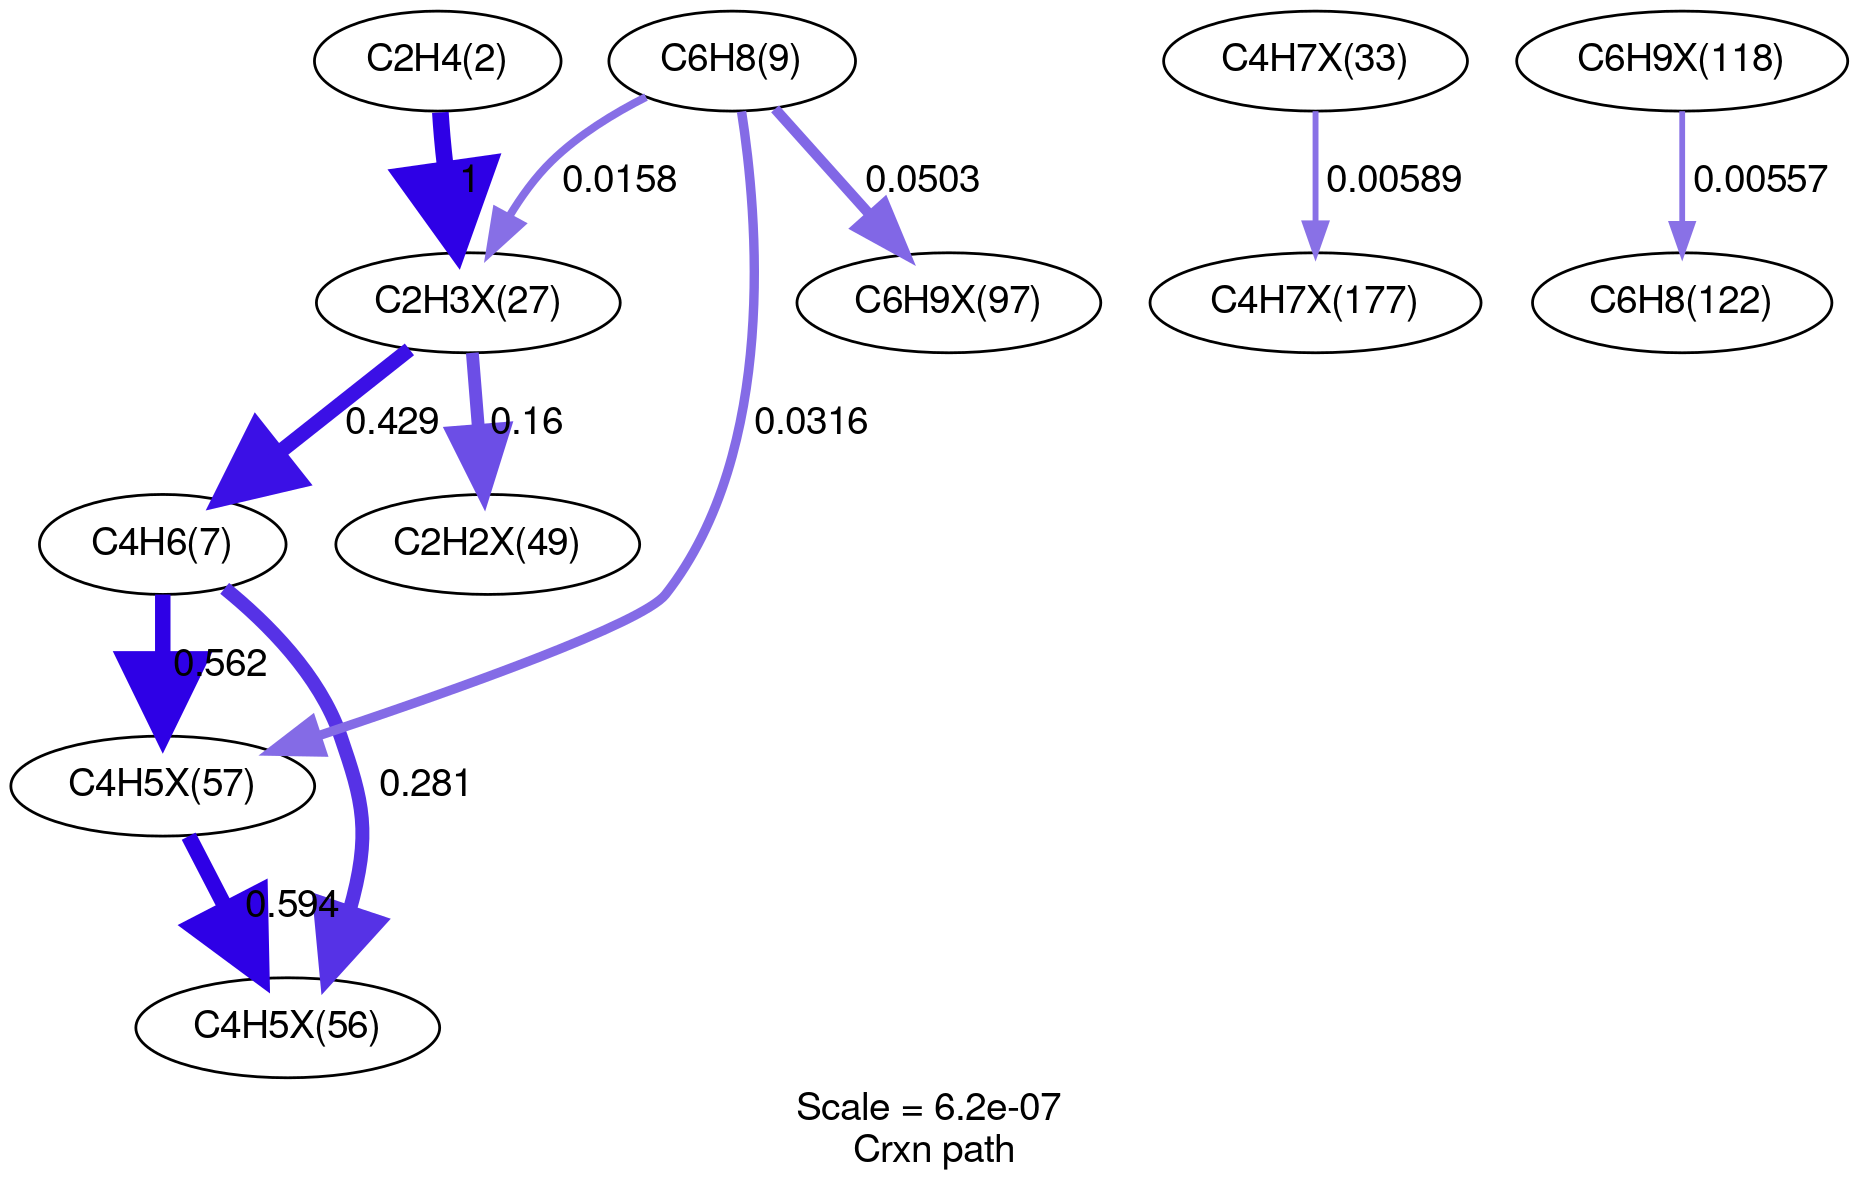 C2H4(2)
C6H8(9)
C4H7X(33)
C6H9X(118)
1
0.0158
0.0503
0.00589
0.00557
C2H3X(27)
C6H9X(97)
C4H7X(177)
C6H8(122)
0.429
0.16
0.0316
C4H6(7)
C2H2X(49)
0.562
C4H5X(57)
0.281
0.594
C4H5X(56)
Scale = 6.2e-07
Crxn path